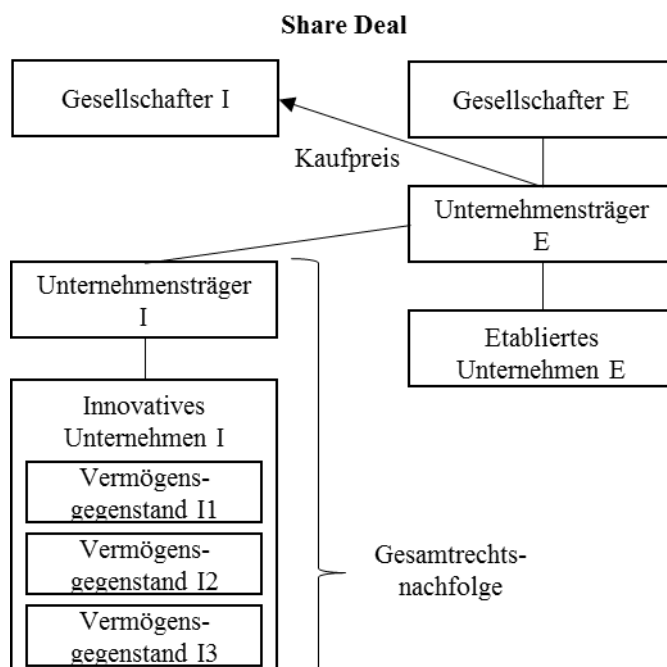 Share Deal
Gesellschafter I
Gesellschafter E
Kaufpreis
Unternehmensträger
E
Unternehmensträger
I
Etabliertes
Unternehmen E
Innovatives
Unternehmen I
Vermögens-
gegenstand I1
Vermögens-
gegenstand I2
Vermögens-
gegenstand I3
Gesamtrechts-
nachfolge